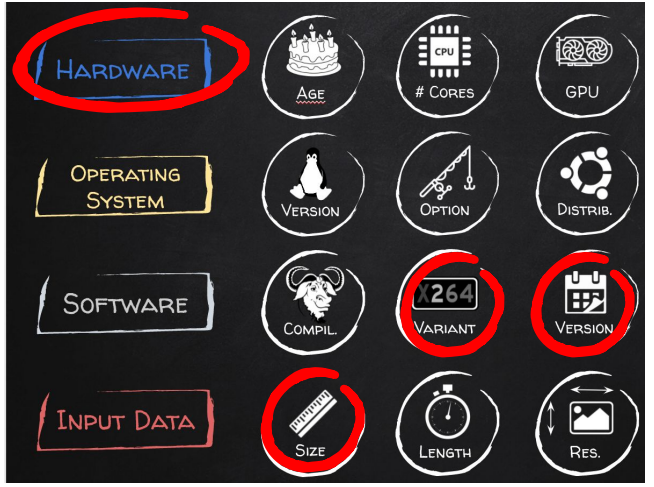 HARDWARE
AGE
# CORES
CPU
GPU
OPERATING
SYSTEM
VERSION
OPTION
DISTRIB.
SOFTWARE
COMPIL.
X264
VARIANT
VERSION
INPUT DATA
SIZE
LENGTH
RES.